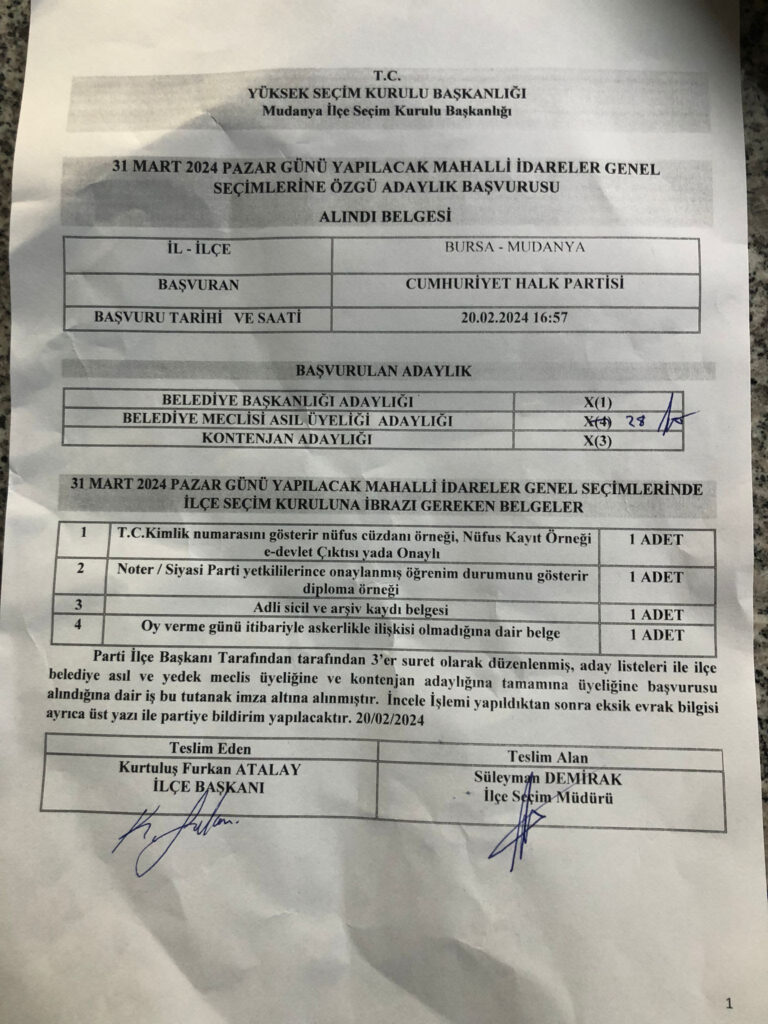 T.C.
YÜKSEK SEÇİM KURULU BAŞKANLIĞI
Mudanya İlçe Seçim Kurulu Başkanlığı
31 MART 2024 PAZAR GÜNÜ YAPILACAK MAHALLİ İDARELER GENEL
SEÇİMLERİNE ÖZGÜ ADAYLIK BAŞVURUSU
ALINDI BELGESİ
İL - İLÇE BURSA - MUDANYA
BAŞVURAN CUMHURİYET HALK PARTİSİ
BAŞVURU TARİHİ VE SAATİ 20.02.2024 16:57
BAŞVURULAN ADAYLIK
BELEDİYE BAŞKANLIĞI ADAYLIĞI X(1)
BELEDİYE MECLİSİ ASIL ÜYELİĞİ ADAYLIĞI 28
KONTENJAN ADAYLIĞI X(3)
31 MART 2024 PAZAR GÜNÜ YAPILACAK MAHALLİ İDARELER GENEL SEÇİMLERİNDE
İLÇE SEÇİM KURULUNA İBRAZI GEREKEN BELGELER
1 T.C.Kimlik numarasını gösterir nüfus cüzdanı örneği, Nüfus Kayıt Örneği 1 ADET
e-devlet Çıktısı yada Onaylı
2 Noter / Siyasi Parti yetkililerince onaylanmış öğrenim durumunu gösterir 1 ADET
diploma örneği
3 Adli sicil ve arşiv kaydı belgesi 1 ADET
4 Oy verme günü itibariyle askerlikle ilişkisi olmadığına dair belge 1 ADET
Parti İlçe Başkanı Tarafından tarafından 3’er suret olarak düzenlenmiş, aday listeleri ile ilçe
belediye asıl ve yedek meclis üyeliğine ve kontenjan adaylığına tamamına üyeliğine başvurusu
alındığına dair iş bu tutanak imza altına alınmıştır. İncele İşlemi yapıldıktan sonra eksik evrak bilgisi
ayrıca üst yazı ile partiye bildirim yapılacaktır. 20/02/2024
Teslim Eden Teslim Alan
Kurtuluş Furkan ATALAY Süleyman DEMİRAK
İLÇE BAŞKANI İlçe Seçim Müdürü
1